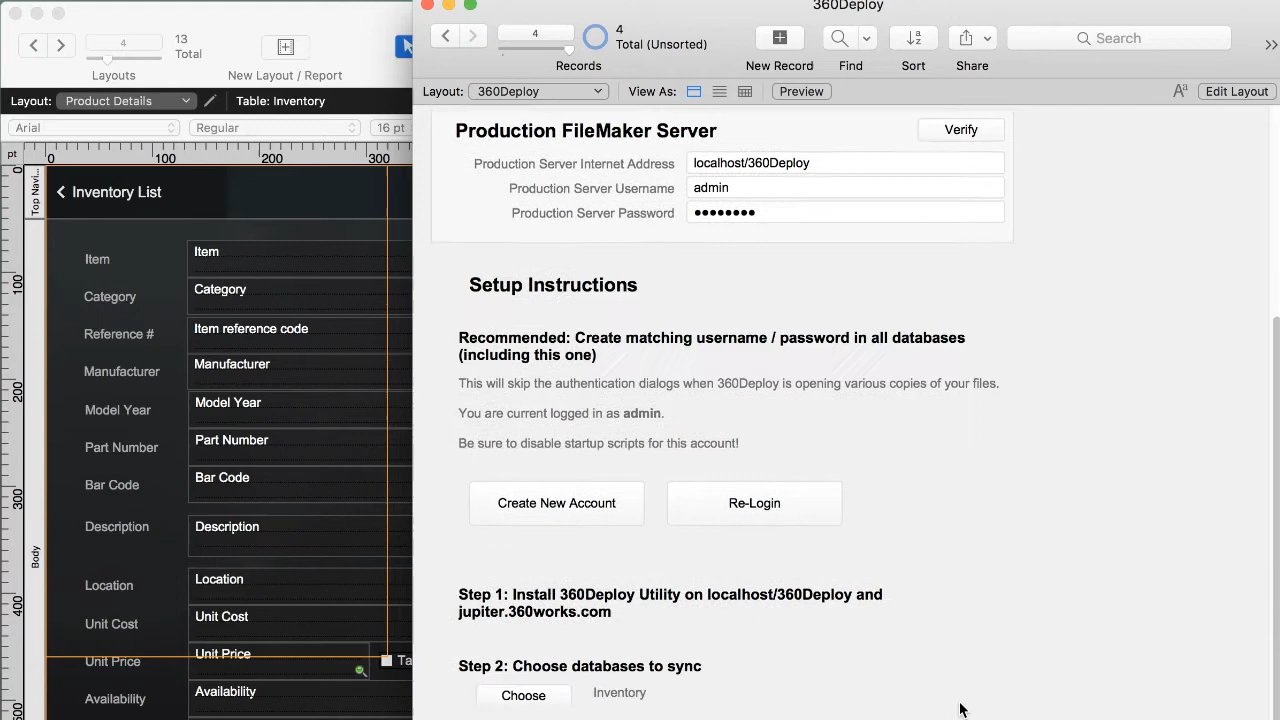 4
13
Total
Layouts
New Layout / Report
Layout:
Product Details
Table: Inventory
Arial
Regular
16 pt
pt
0
100
200
300
0
100
200
300
400
500
Top Navi...
Body
Inventory List
Item
Item
Category
Category
Reference #
Item reference code
Manufacturer
Manufacturer
Model Year
Model Year
Part Number
Part Number
Bar Code
Bar Code
Description
Description
Location
Location
Unit Cost
Unit Cost
Unit Price
Unit Price
Ta
Availability
Availability
360Deploy
4
4
Total (Unsorted)
Records
New Record
Find
Sort
Share
Search
Layout:
360Deploy
View As:
Preview
Edit Layout
Production FileMaker Server
Verify
Production Server Internet Address
localhost/360Deploy
Production Server Username
admin
Production Server Password
●●●●●●●●
Setup Instructions
Recommended: Create matching username / password in all databases
(including this one)
This will skip the authentication dialogs when 360Deploy is opening various copies of your files.
You are current logged in as admin.
Be sure to disable startup scripts for this account!
Create New Account
Re-Login
Step 1: Install 360Deploy Utility on localhost/360Deploy and
jupiter.360works.com
Step 2: Choose databases to sync
Choose
Inventory